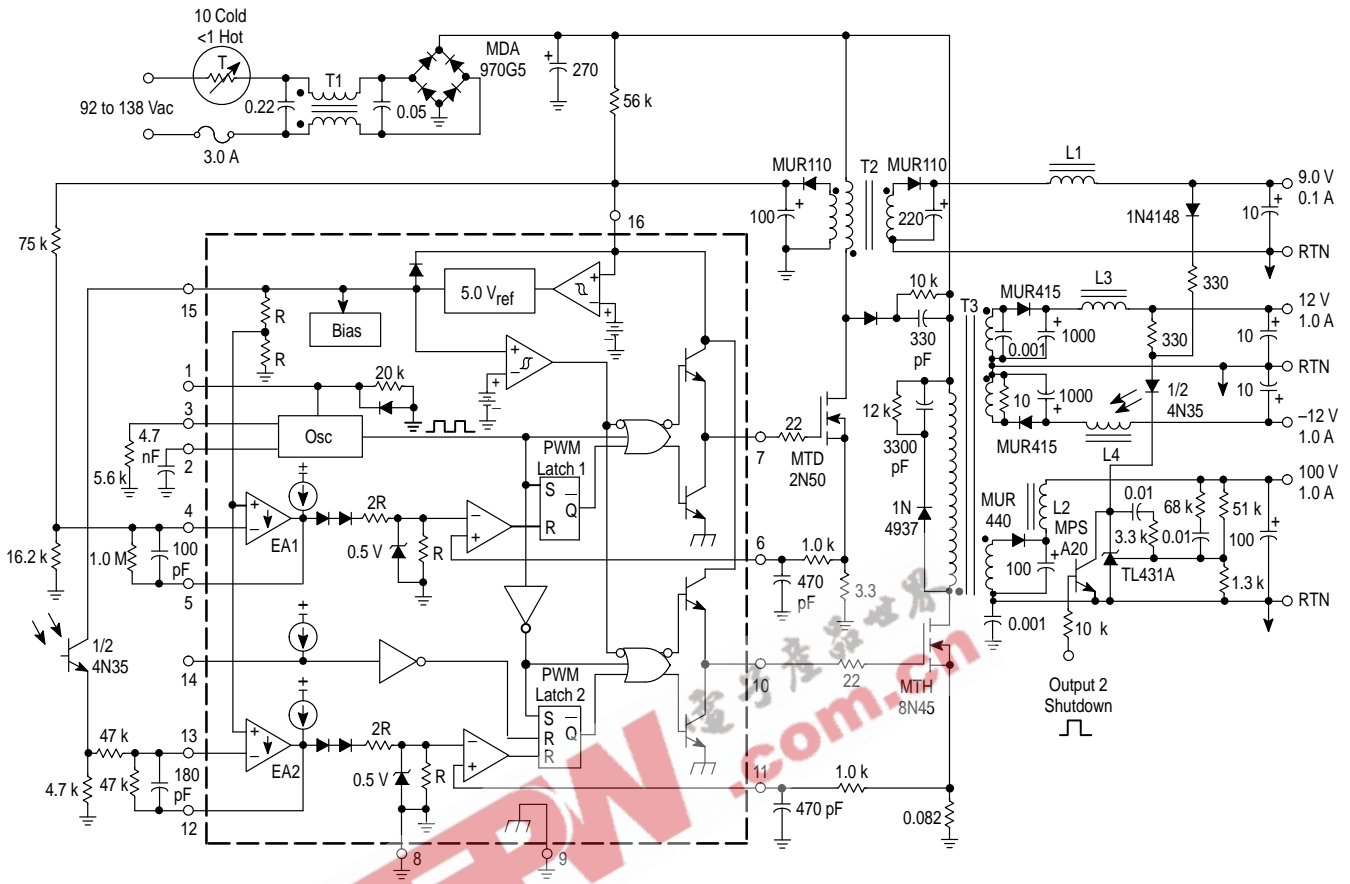 10 Cold
<1 Hot
T
T1
MDA
970G5
+
270
92 to 138 Vac
0.22
0.05
3.0 A
56 k
MUR110
T2
MUR110
L1
9.0 V
0.1 A
100
+
220
+
1N4148
10
+
RTN
16
75 k
15
R
R
Bias
5.0 Vref
+
−
+
−
+
−
10 k
330
pF
T3
MUR415
L3
330
12 V
1.0 A
0.001
+
1000
330
10
+
RTN
1
3
2
4.7
nF
5.6 k
20 k
Osc
PWM
Latch 1
S
R
Q
22
7
MTD
2N50
12 k
3300
pF
10
1000
+
MUR415
L4
1/2
4N35
10
+
−12 V
1.0 A
4
16.2 k
1.0 M
100
pF
5
+
−
EA1
2R
0.5 V
R
−
+
6
1.0 k
470
pF
3.3
1N
4937
MUR
440
L2
MPS
A20
0.01
3.3 k
68 k
0.01
51 k
100 V
1.0 A
100
+
100
+
TL431A
1.3 k
RTN
0.001
10 k
Output 2
Shutdown
1/2
4N35
14
PWM
Latch 2
S
R
R
Q
10
22
MTH
8N45
47 k
13
4.7 k
47 k
180
pF
12
+
−
EA2
2R
0.5 V
R
−
+
11
1.0 k
470 pF
0.082
8
9
電子產品世界
.com.cn